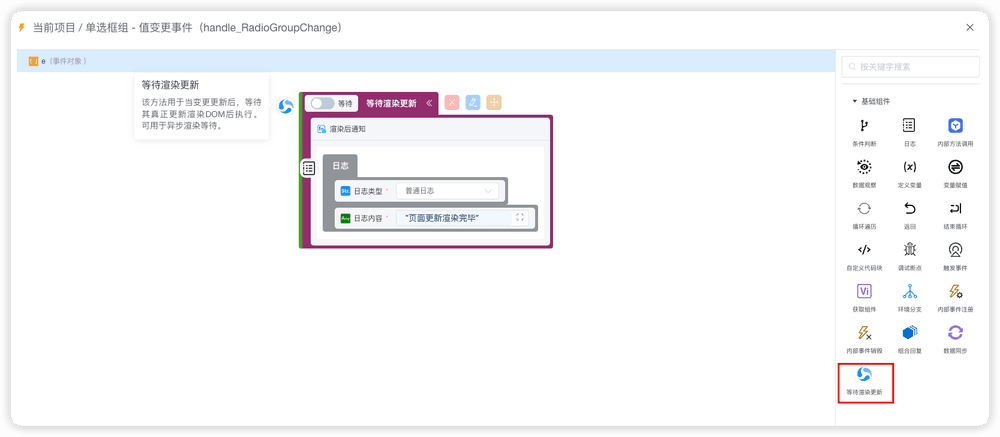 当前项目 / 单选框组 - 值变更事件（handle_RadioGroupChange）
e（事件对象）
等待渲染更新
该方法用于当变更更新后，等待
其真正更新渲染DOM后执行。
可用于异步渲染等待。
等待
等待渲染更新
渲染后通知
日志
日志类型 *
普通日志
日志内容 *
"页面更新渲染完毕"
按关键字搜索
基础组件
条件判断
日志
内部方法调用
数据观察
定义变量
变量赋值
循环遍历
返回
结束循环
自定义代码块
调试断点
触发事件
获取组件
环境分支
内部事件注册
内部事件销毁
组合回复
数据同步
等待渲染更新